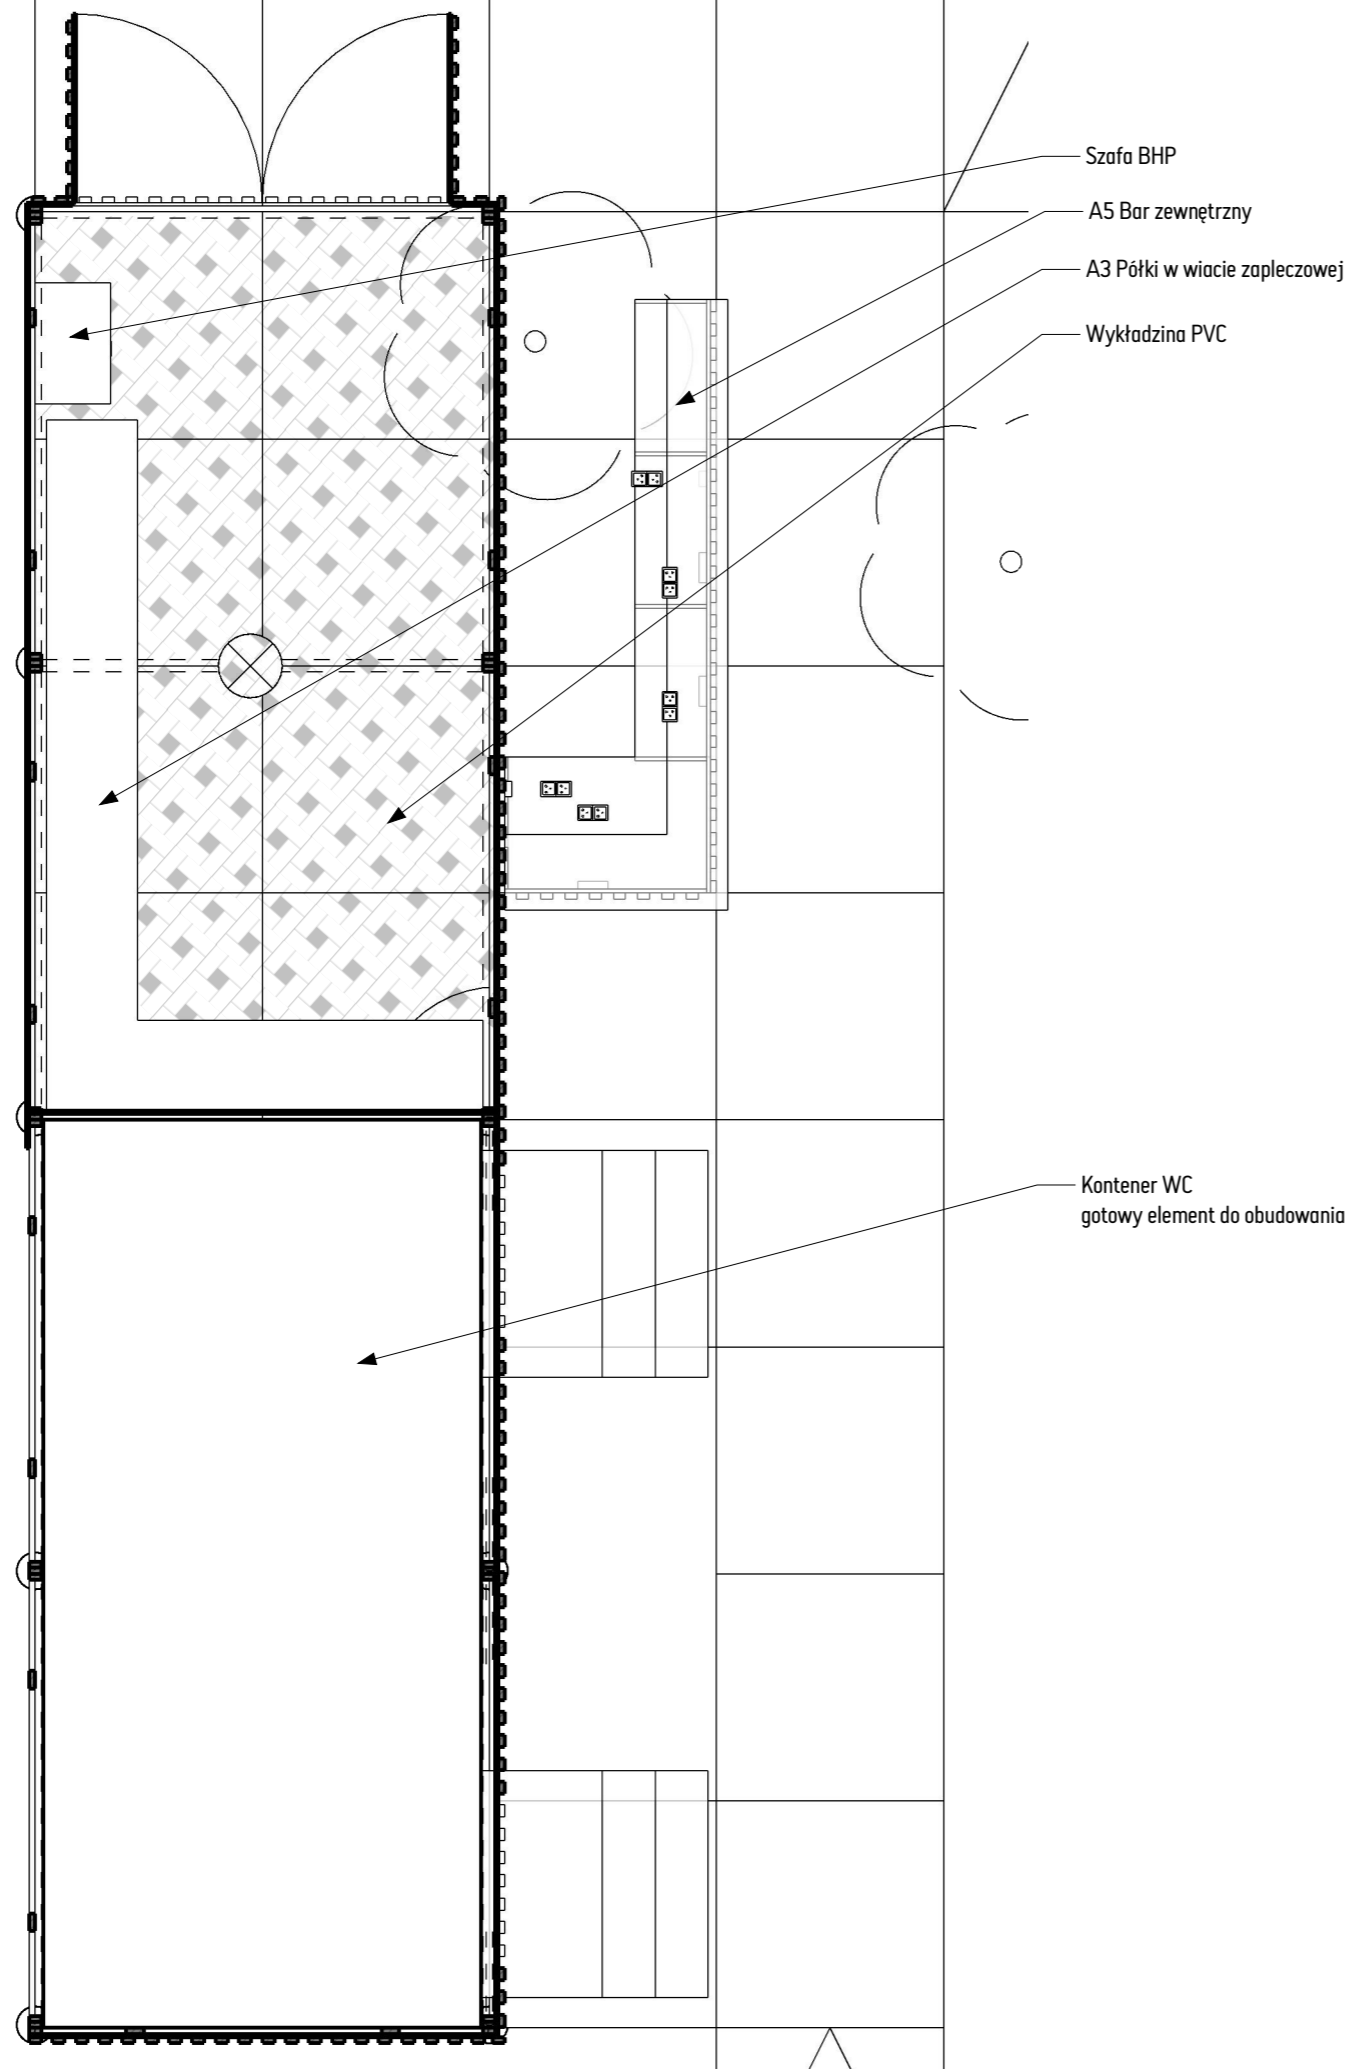 Szafa BHP
A5 Bar zewnętrzny
A3 Półki w wiacie zapleczowej
Wykładzina PVC
Kontener WC
gotowy element do obudowania